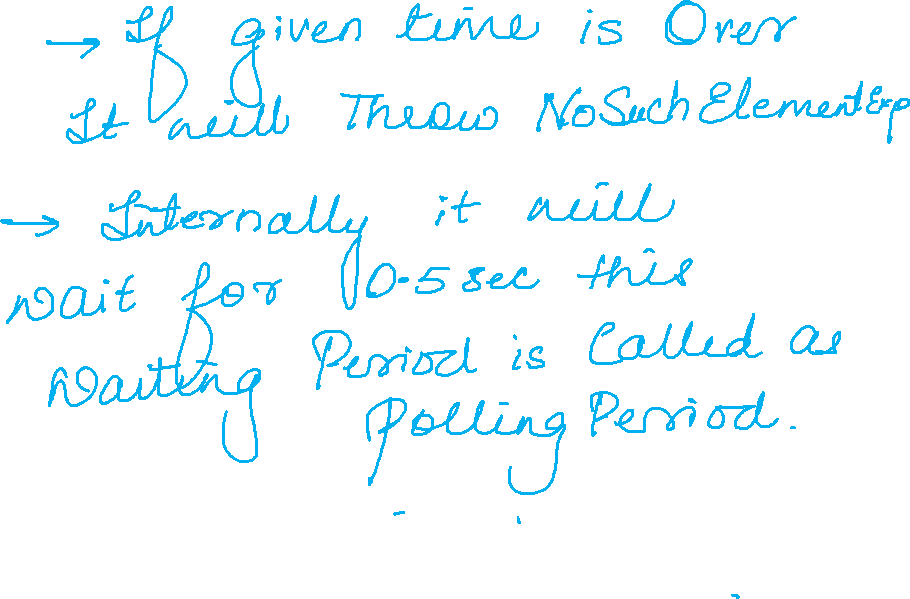 → If given time is Over
It will Throw NoSuchElementExp
→ Internally it will
wait for 0.5 sec this
waiting Period is Called as
Polling Period.